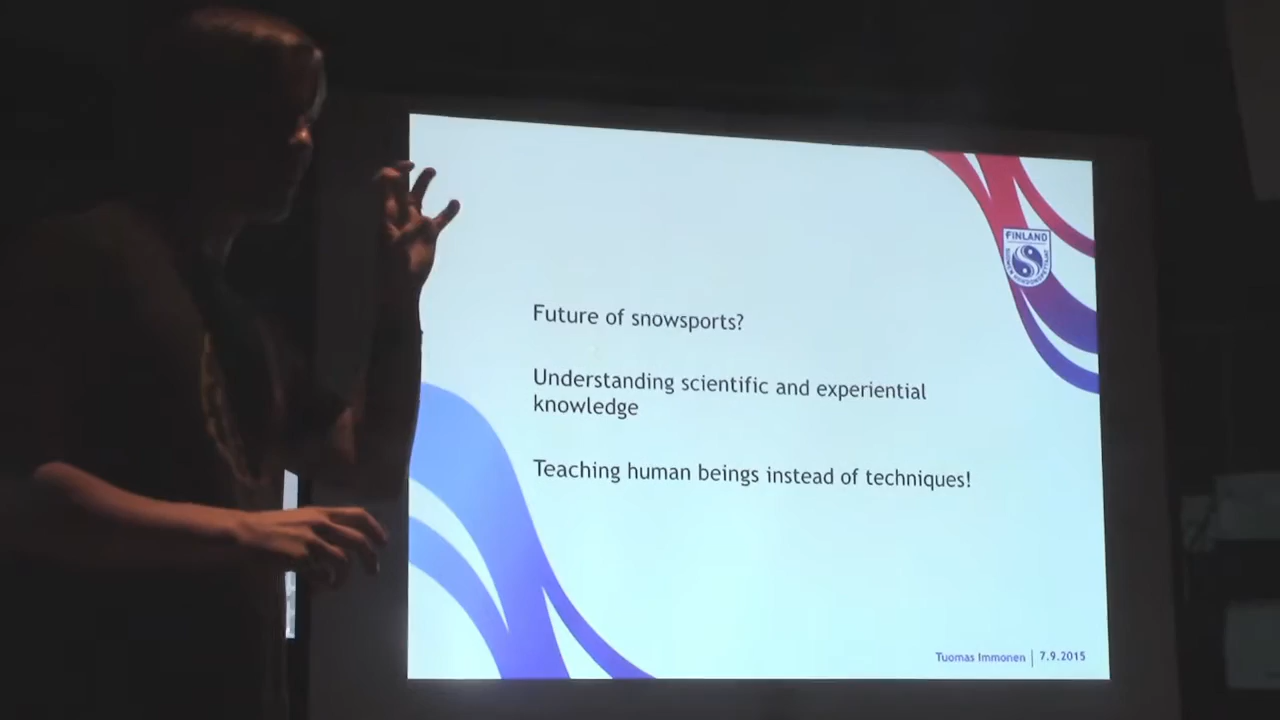 FINLAND
Future of snowsports?
Understanding scientific and experiential
knowledge
Teaching human beings instead of techniques!
Tuomas Immonen | 7.9.2015